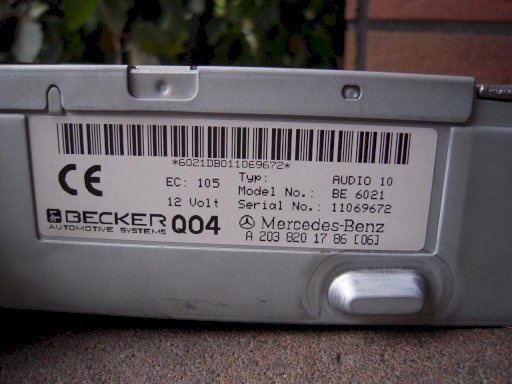 *6021DB011069672*
CE
EC: 105
12 Volt
Typ: AUDIO 10
Model No.: BE 6021
Serial No.: 11069672
BECKER
AUTOMOTIVE SYSTEMS
Q04
Mercedes-Benz
A 203 820 17 86 [06]